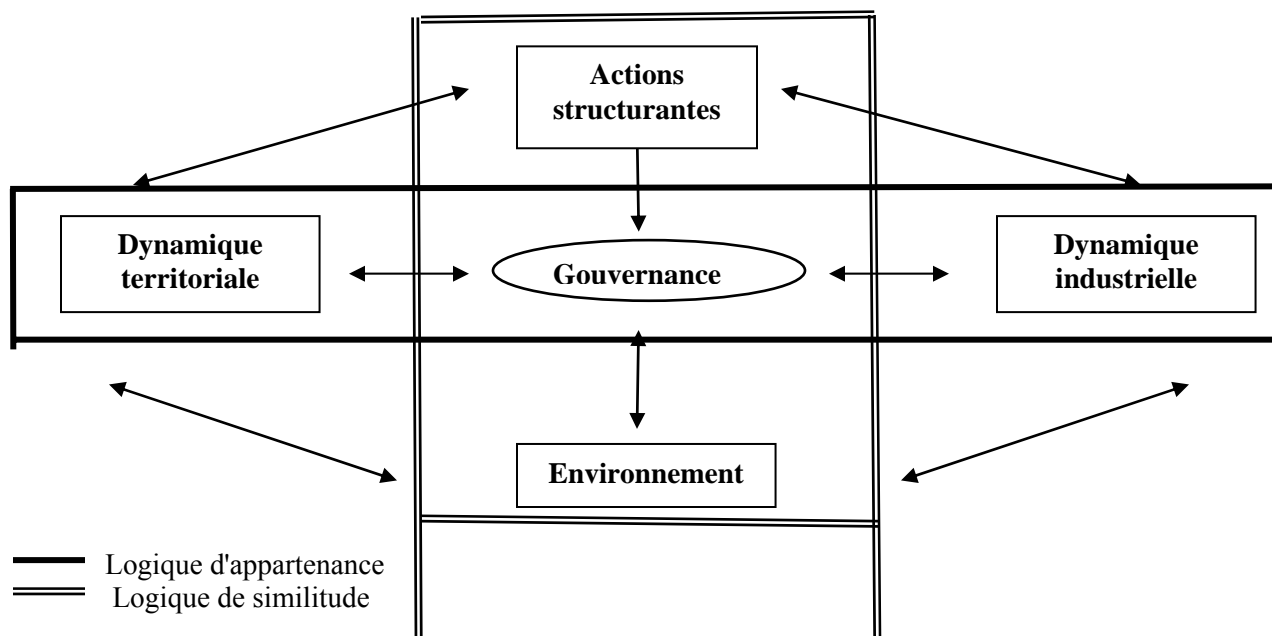 Actions
structurantes
Dynamique
territoriale
Gouvernance
Dynamique
industrielle
Environnement
Logique d'appartenance
Logique de similitude